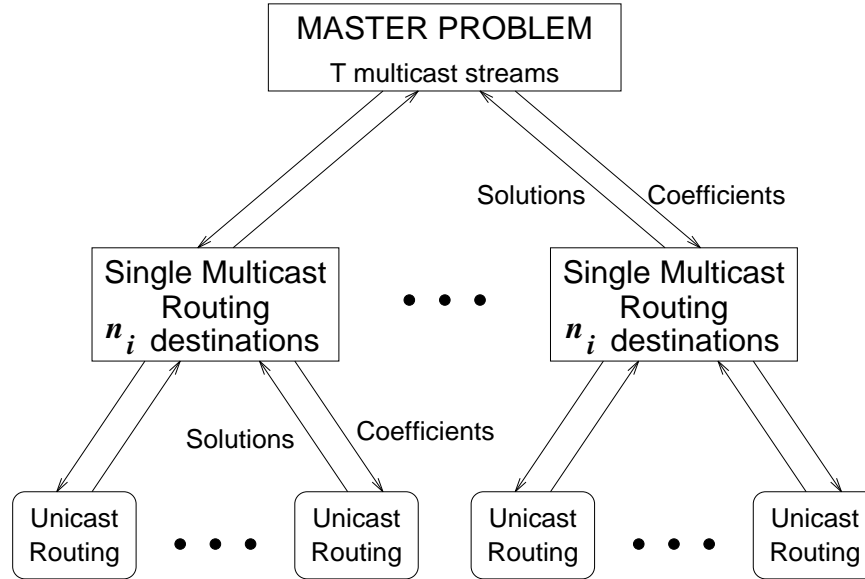 MASTER PROBLEM
T multicast streams
Solutions
Coefficients
Single Multicast
Routing
n_i destinations
Single Multicast
Routing
n_i destinations
Solutions
Coefficients
Unicast
Routing
Unicast
Routing
Unicast
Routing
Unicast
Routing